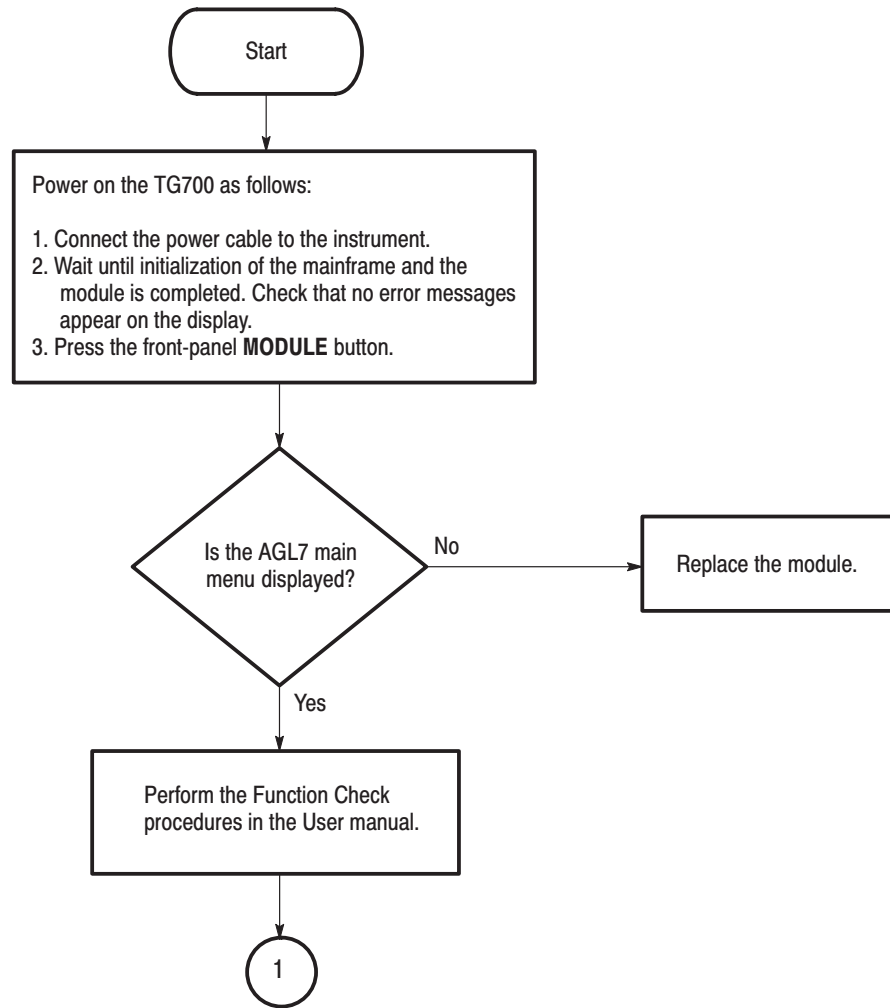 Start
Power on the TG700 as follows:
1. Connect the power cable to the instrument.
2. Wait until initialization of the mainframe and the
module is completed. Check that no error messages
appear on the display.
3. Press the front-panel MODULE button.
Is the AGL7 main
menu displayed?
No
Replace the module.
Yes
Perform the Function Check
procedures in the User manual.
1